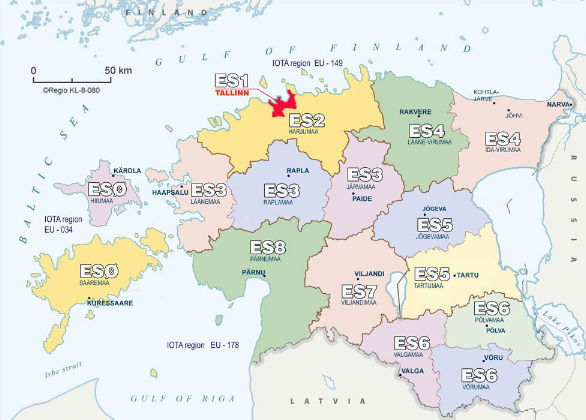 FINLAND
GULF OF FINLAND
IOTA region EU - 149
0 50 km
©Regio KL-8-080
ES1
TALLINN
ES2
HARJUMAA
RAKVERE
ES4
LÄÄNE-VIRUMAA
KOHTLA-
JÄRVE
JÕHVI
NARVA
ES4
IDA-VIRUMAA
BALTIC SEA
KÄRDLA
ES0
HIIUMAA
HAAPSALU
ES3
LÄÄNEMAA
RAPLA
ES3
RAPLAMAA
ES3
JÄRVAMAA
PAIDE
JÕGEVA
ES5
JÕGEVAMAA
RUSSIA
IOTA region
EU - 034
ES8
PÄRNUMAA
PÄRNU
ES0
SAAREMAA
KURESSAARE
VILJANDI
ES7
VILJANDIMAA
ES5
TARTU
TARTUMAA
ES6
PÕLVAMAA
PÕLVA
Lake Pskov
IOTA region EU - 178
ES6
VALGAMAA
VALGA
VÕRU
ES6
VÕRUMAA
Irbe strait
GULF OF RIGA
LATVIA